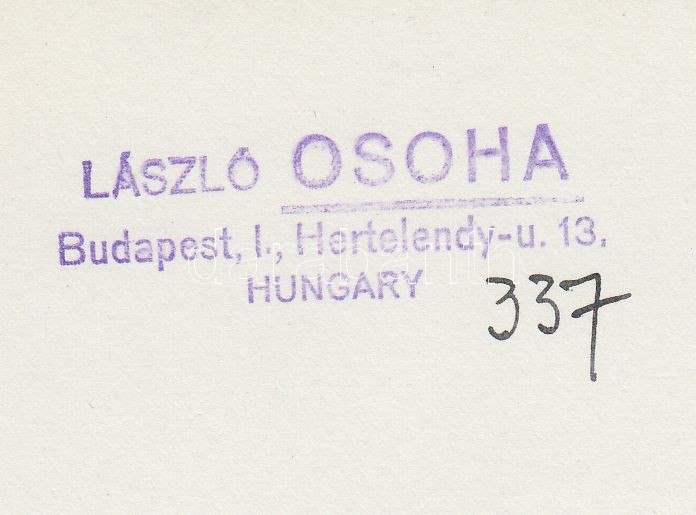 LÁSZLÓ OSOHA
Budapest, I., Hertelendy-u. 13.
HUNGARY
337